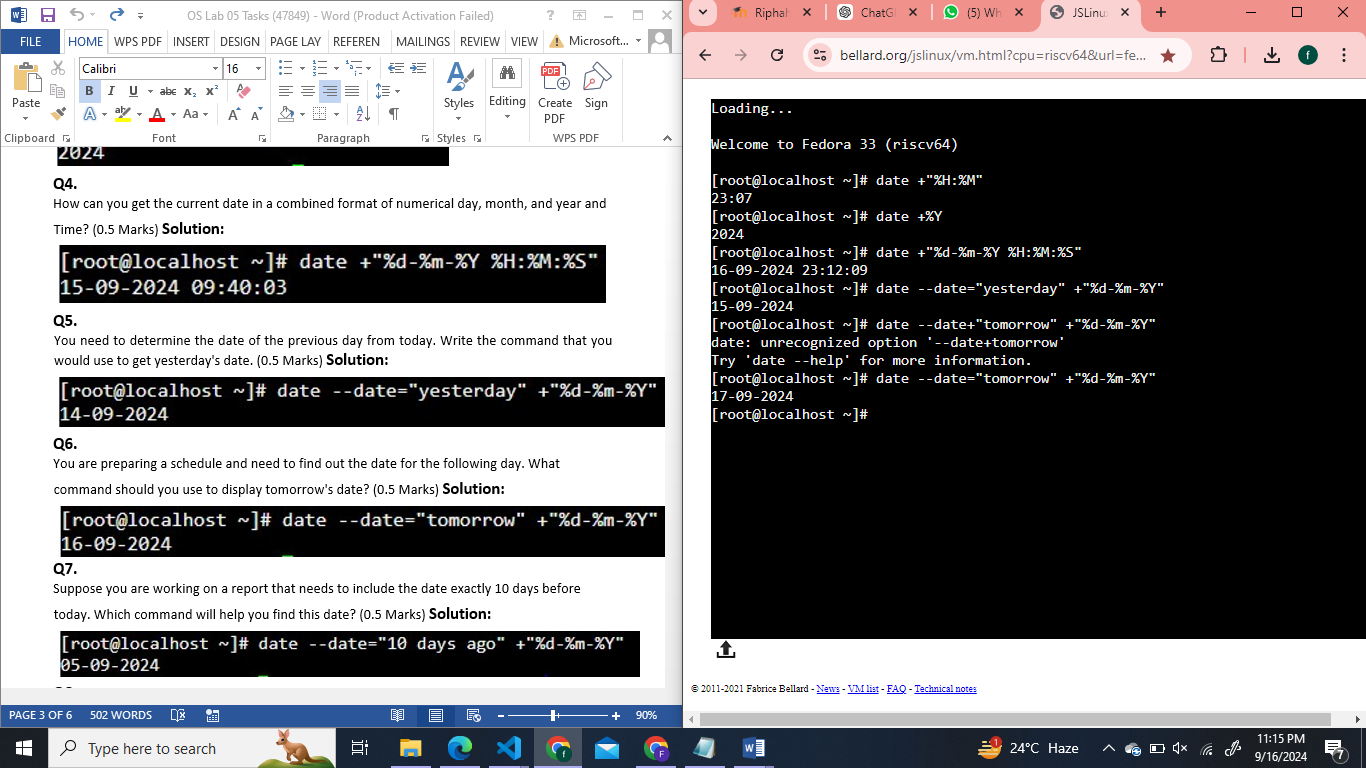 OS Lab 05 Tasks (47849) - Word (Product Activation Failed)
FILE HOME WPS PDF INSERT DESIGN PAGE LAY REFEREN MAILINGS REVIEW VIEW Microsoft...
Calibri 16
Paste
B I U abc x₂ x²
A ab A Aa A A
Styles
Editing
Create PDF
Sign
Clipboard Font Paragraph Styles WPS PDF
2024
Q4.
How can you get the current date in a combined format of numerical day, month, and year and
Time? (0.5 Marks) Solution:
[root@localhost ~]# date +"%d-%m-%Y %H:%M:%S"
15-09-2024 09:40:03
Q5.
You need to determine the date of the previous day from today. Write the command that you
would use to get yesterday's date. (0.5 Marks) Solution:
[root@localhost ~]# date --date="yesterday" +"%d-%m-%Y"
14-09-2024
Q6.
You are preparing a schedule and need to find out the date for the following day. What
command should you use to display tomorrow's date? (0.5 Marks) Solution:
[root@localhost ~]# date --date="tomorrow" +"%d-%m-%Y"
16-09-2024
Q7.
Suppose you are working on a report that needs to include the date exactly 10 days before
today. Which command will help you find this date? (0.5 Marks) Solution:
[root@localhost ~]# date --date="10 days ago" +"%d-%m-%Y"
05-09-2024
PAGE 3 OF 6 502 WORDS 90%
Ripha
ChatG
(5) Wh
JSLinu
bellard.org/jslinux/vm.html?cpu=riscv64&url=fe...
f
Loading...
Welcome to Fedora 33 (riscv64)
[root@localhost ~]# date +"%H:%M"
23:07
[root@localhost ~]# date +%Y
2024
[root@localhost ~]# date +"%d-%m-%Y %H:%M:%S"
16-09-2024 23:12:09
[root@localhost ~]# date --date="yesterday" +"%d-%m-%Y"
15-09-2024
[root@localhost ~]# date --date+"tomorrow" +"%d-%m-%Y"
date: unrecognized option '--date+tomorrow'
Try 'date --help' for more information.
[root@localhost ~]# date --date="tomorrow" +"%d-%m-%Y"
17-09-2024
[root@localhost ~]#
© 2011-2021 Fabrice Bellard - News - VM list - FAQ - Technical notes
Type here to search
24°C Haze
11:15 PM
9/16/2024
7